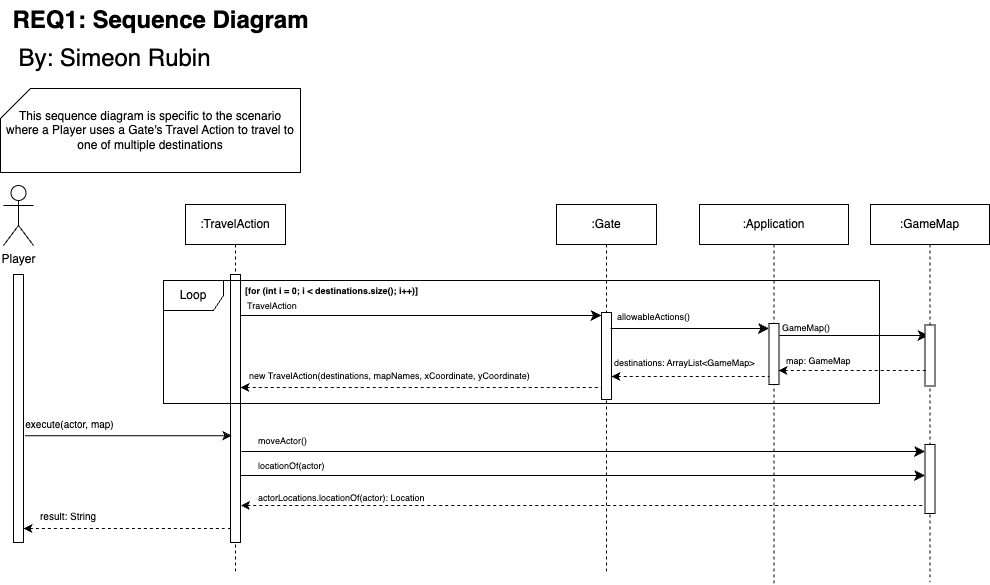 REQ1: Sequence Diagram
By: Simeon Rubin
This sequence diagram is specific to the scenario
where a Player uses a Gate's Travel Action to travel to
one of multiple destinations
Player
:TravelAction
:Gate
:Application
:GameMap
Loop
[for (int i = 0; i < destinations.size(); i++)]
TravelAction
allowableActions()
GameMap()
destinations: ArrayList<GameMap>
map: GameMap
new TravelAction(destinations, mapNames, xCoordinate, yCoordinate)
execute(actor, map)
moveActor()
locationOf(actor)
actorLocations.locationOf(actor): Location
result: String